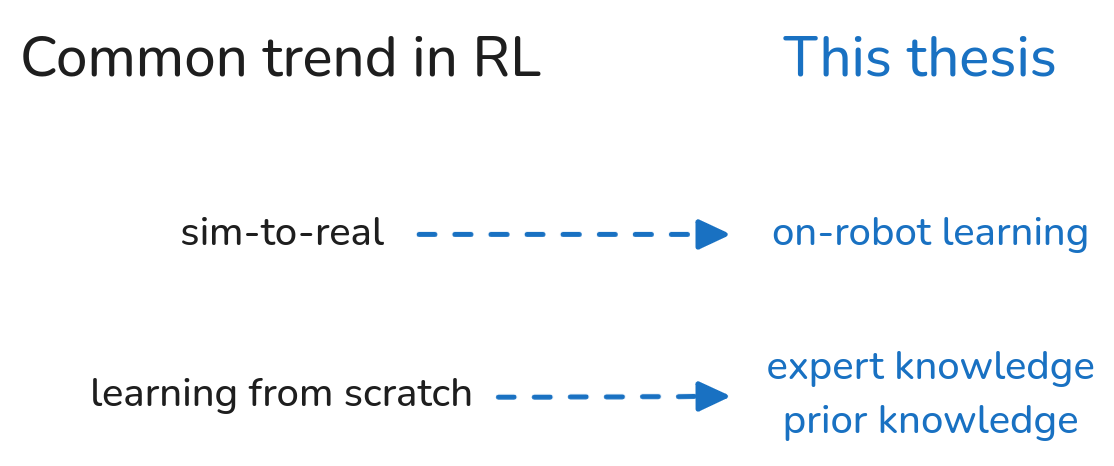 Common trend in RL
This thesis
sim-to-real
on-robot learning
learning from scratch
expert knowledge
prior knowledge